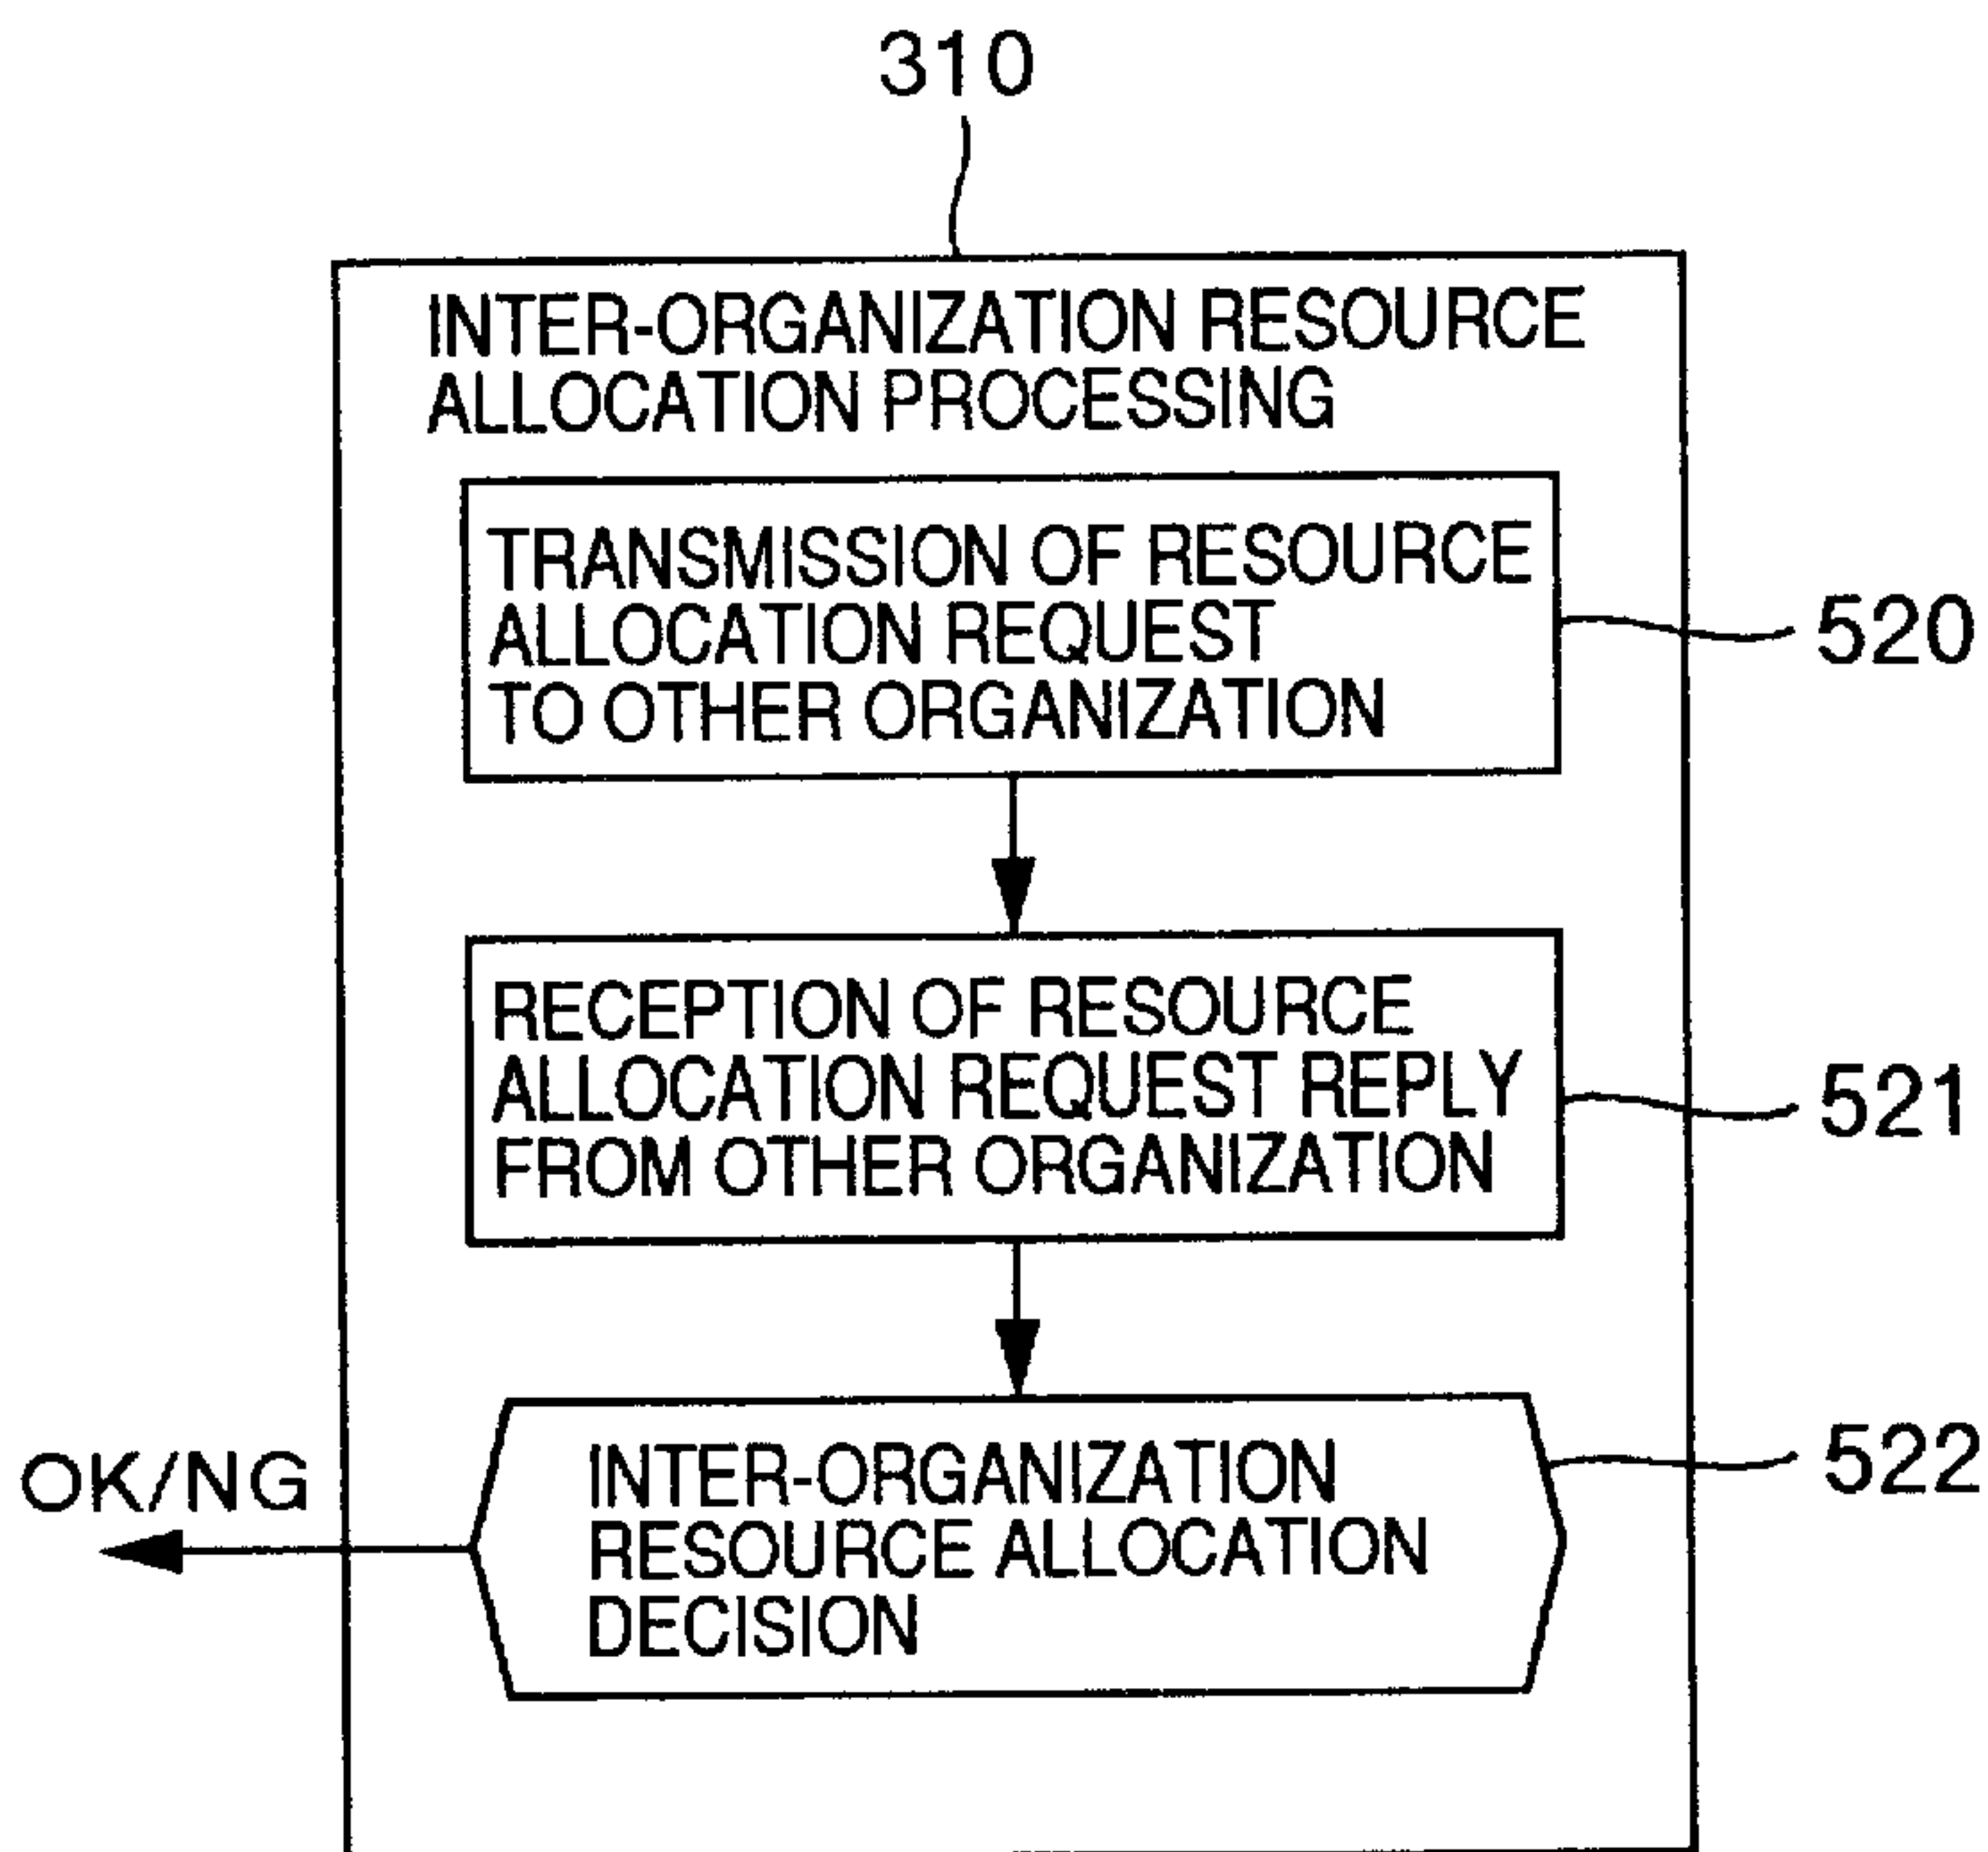 310
INTER-ORGANIZATION RESOURCE
ALLOCATION PROCESSING
TRANSMISSION OF RESOURCE
ALLOCATION REQUEST
TO OTHER ORGANIZATION
520
RECEPTION OF RESOURCE
ALLOCATION REQUEST REPLY
FROM OTHER ORGANIZATION
521
INTER-ORGANIZATION
RESOURCE ALLOCATION
DECISION
522
OK/NG